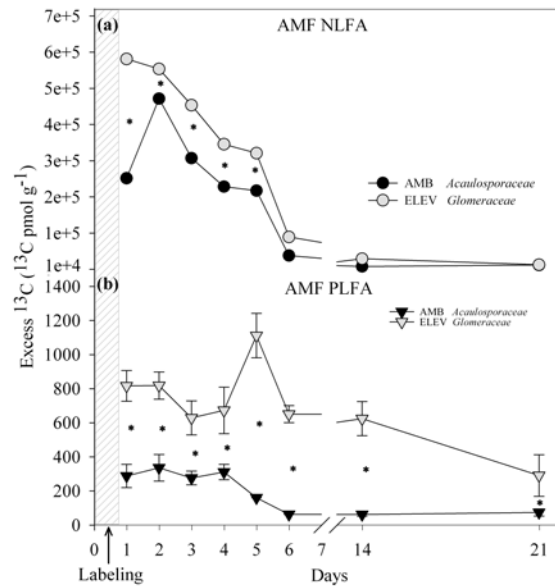 (a) AMF NLFA
7e+5
6e+5
5e+5
4e+5
3e+5
2e+5
1e+5
1e+4
AMB Acaulosporaceae
ELEV Glomeraceae
Excess ¹³C (¹³C pmol g⁻¹)
(b) AMF PLFA
1400
1200
1000
800
600
400
200
0
AMB Acaulosporaceae
ELEV Glomeraceae
* * * * *
* * * * * * * *
0 1 2 3 4 5 6 7 14 21
Labeling Days